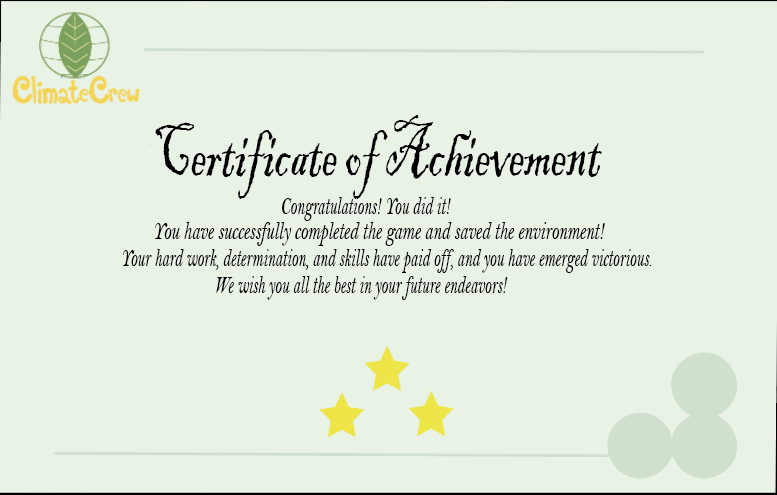 ClimateCrew
Certificate of Achievement
Congratulations! You did it!
You have successfully completed the game and saved the environment!
Your hard work, determination, and skills have paid off, and you have emerged victorious.
We wish you all the best in your future endeavors!